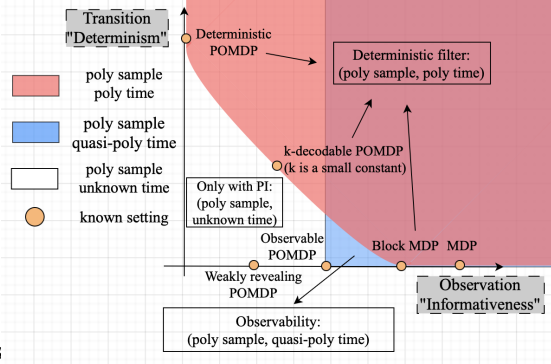 Transition
"Determinism"
Deterministic
POMDP
Deterministic filter:
(poly sample, poly time)
poly sample
poly time
poly sample
quasi-poly time
poly sample
unknown time
known setting
k-decodable POMDP
(k is a small constant)
Only with PI:
(poly sample,
unknown time)
Observable
POMDP
Block MDP
MDP
Weakly revealing
POMDP
Observation
"Informativeness"
Observability:
(poly sample, quasi-poly time)